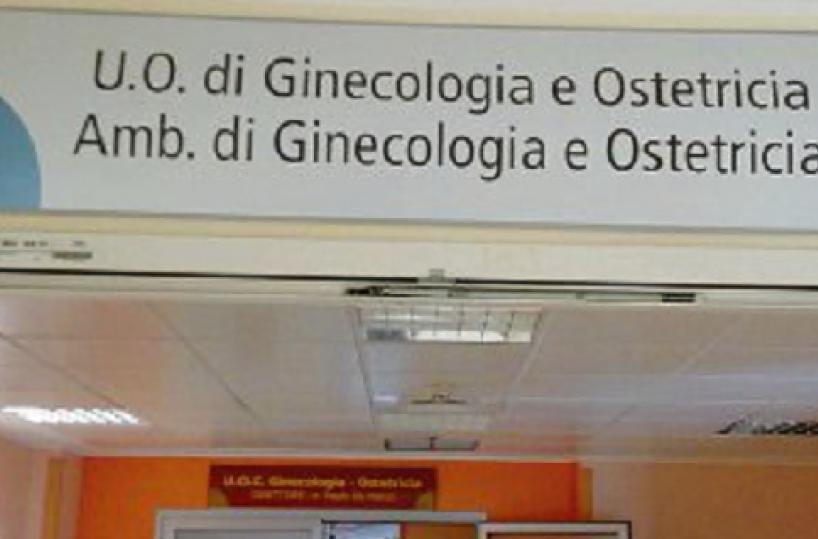 U.O. di Ginecologia e Ostetricia
Amb. di Ginecologia e Ostetricia
U.O.C. Ginecologia - Ostetricia